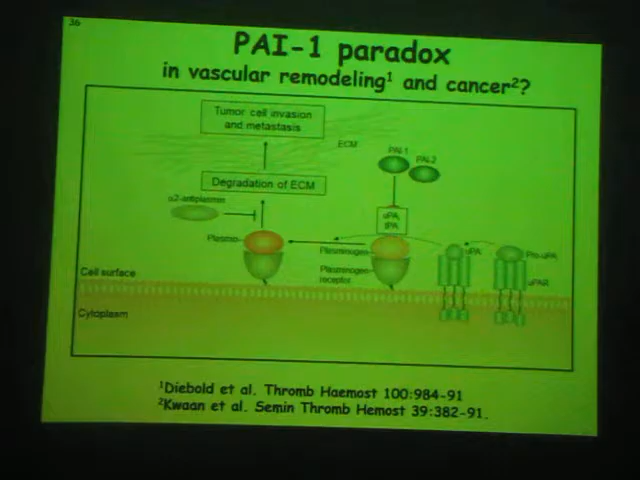 36
PAI-1 paradox
in vascular remodeling¹ and cancer²?
Tumor cell invasion
and metastasis
ECM
PAI-1
PAI-2
Degradation of ECM
α2-antiplasmin
uPA,
tPA
Plasmin
Plasminogen
uPA
Pro-uPA
Plasminogen
receptor
uPAR
Cell surface
Cytoplasm
¹Diebold et al. Thromb Haemost 100:984-91
²Kwaan et al. Semin Thromb Hemost 39:382-91.